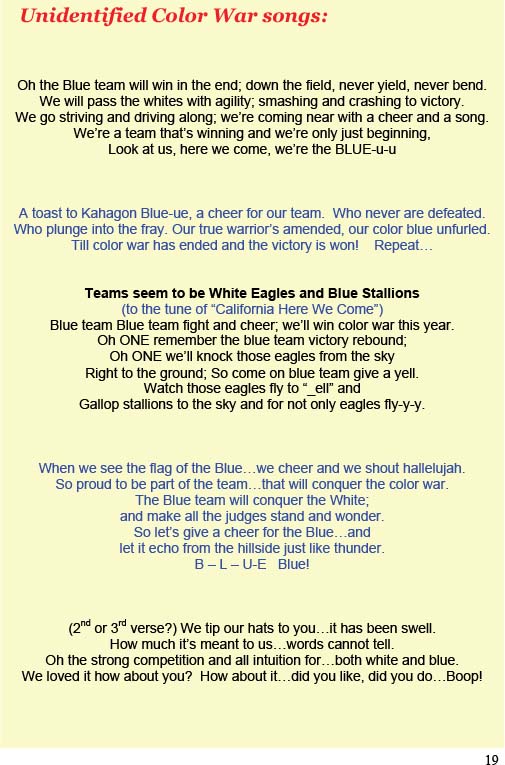 Unidentified Color War songs:
Oh the Blue team will win in the end; down the field, never yield, never bend.
We will pass the whites with agility; smashing and crashing to victory.
We go striving and driving along; we're coming near with a cheer and a song.
We're a team that's winning and we're only just beginning,
Look at us, here we come, we're the BLUE-u-u
A toast to Kahagon Blue-ue, a cheer for our team.  Who never are defeated.
Who plunge into the fray. Our true warrior's amended, our color blue unfurled.
Till color war has ended and the victory is won!    Repeat…
Teams seem to be White Eagles and Blue Stallions
(to the tune of "California Here We Come")
Blue team Blue team fight and cheer; we'll win color war this year.
Oh ONE remember the blue team victory rebound;
Oh ONE we'll knock those eagles from the sky
Right to the ground; So come on blue team give a yell.
Watch those eagles fly to "_ell" and
Gallop stallions to the sky and for not only eagles fly-y-y.
When we see the flag of the Blue…we cheer and we shout hallelujah.
So proud to be part of the team…that will conquer the color war.
The Blue team will conquer the White;
and make all the judges stand and wonder.
So let's give a cheer for the Blue…and
let it echo from the hillside just like thunder.
B – L – U-E   Blue!
(2nd or 3rd verse?) We tip our hats to you…it has been swell.
How much it's meant to us…words cannot tell.
Oh the strong competition and all intuition for…both white and blue.
We loved it how about you?  How about it…did you like, did you do…Boop!
19